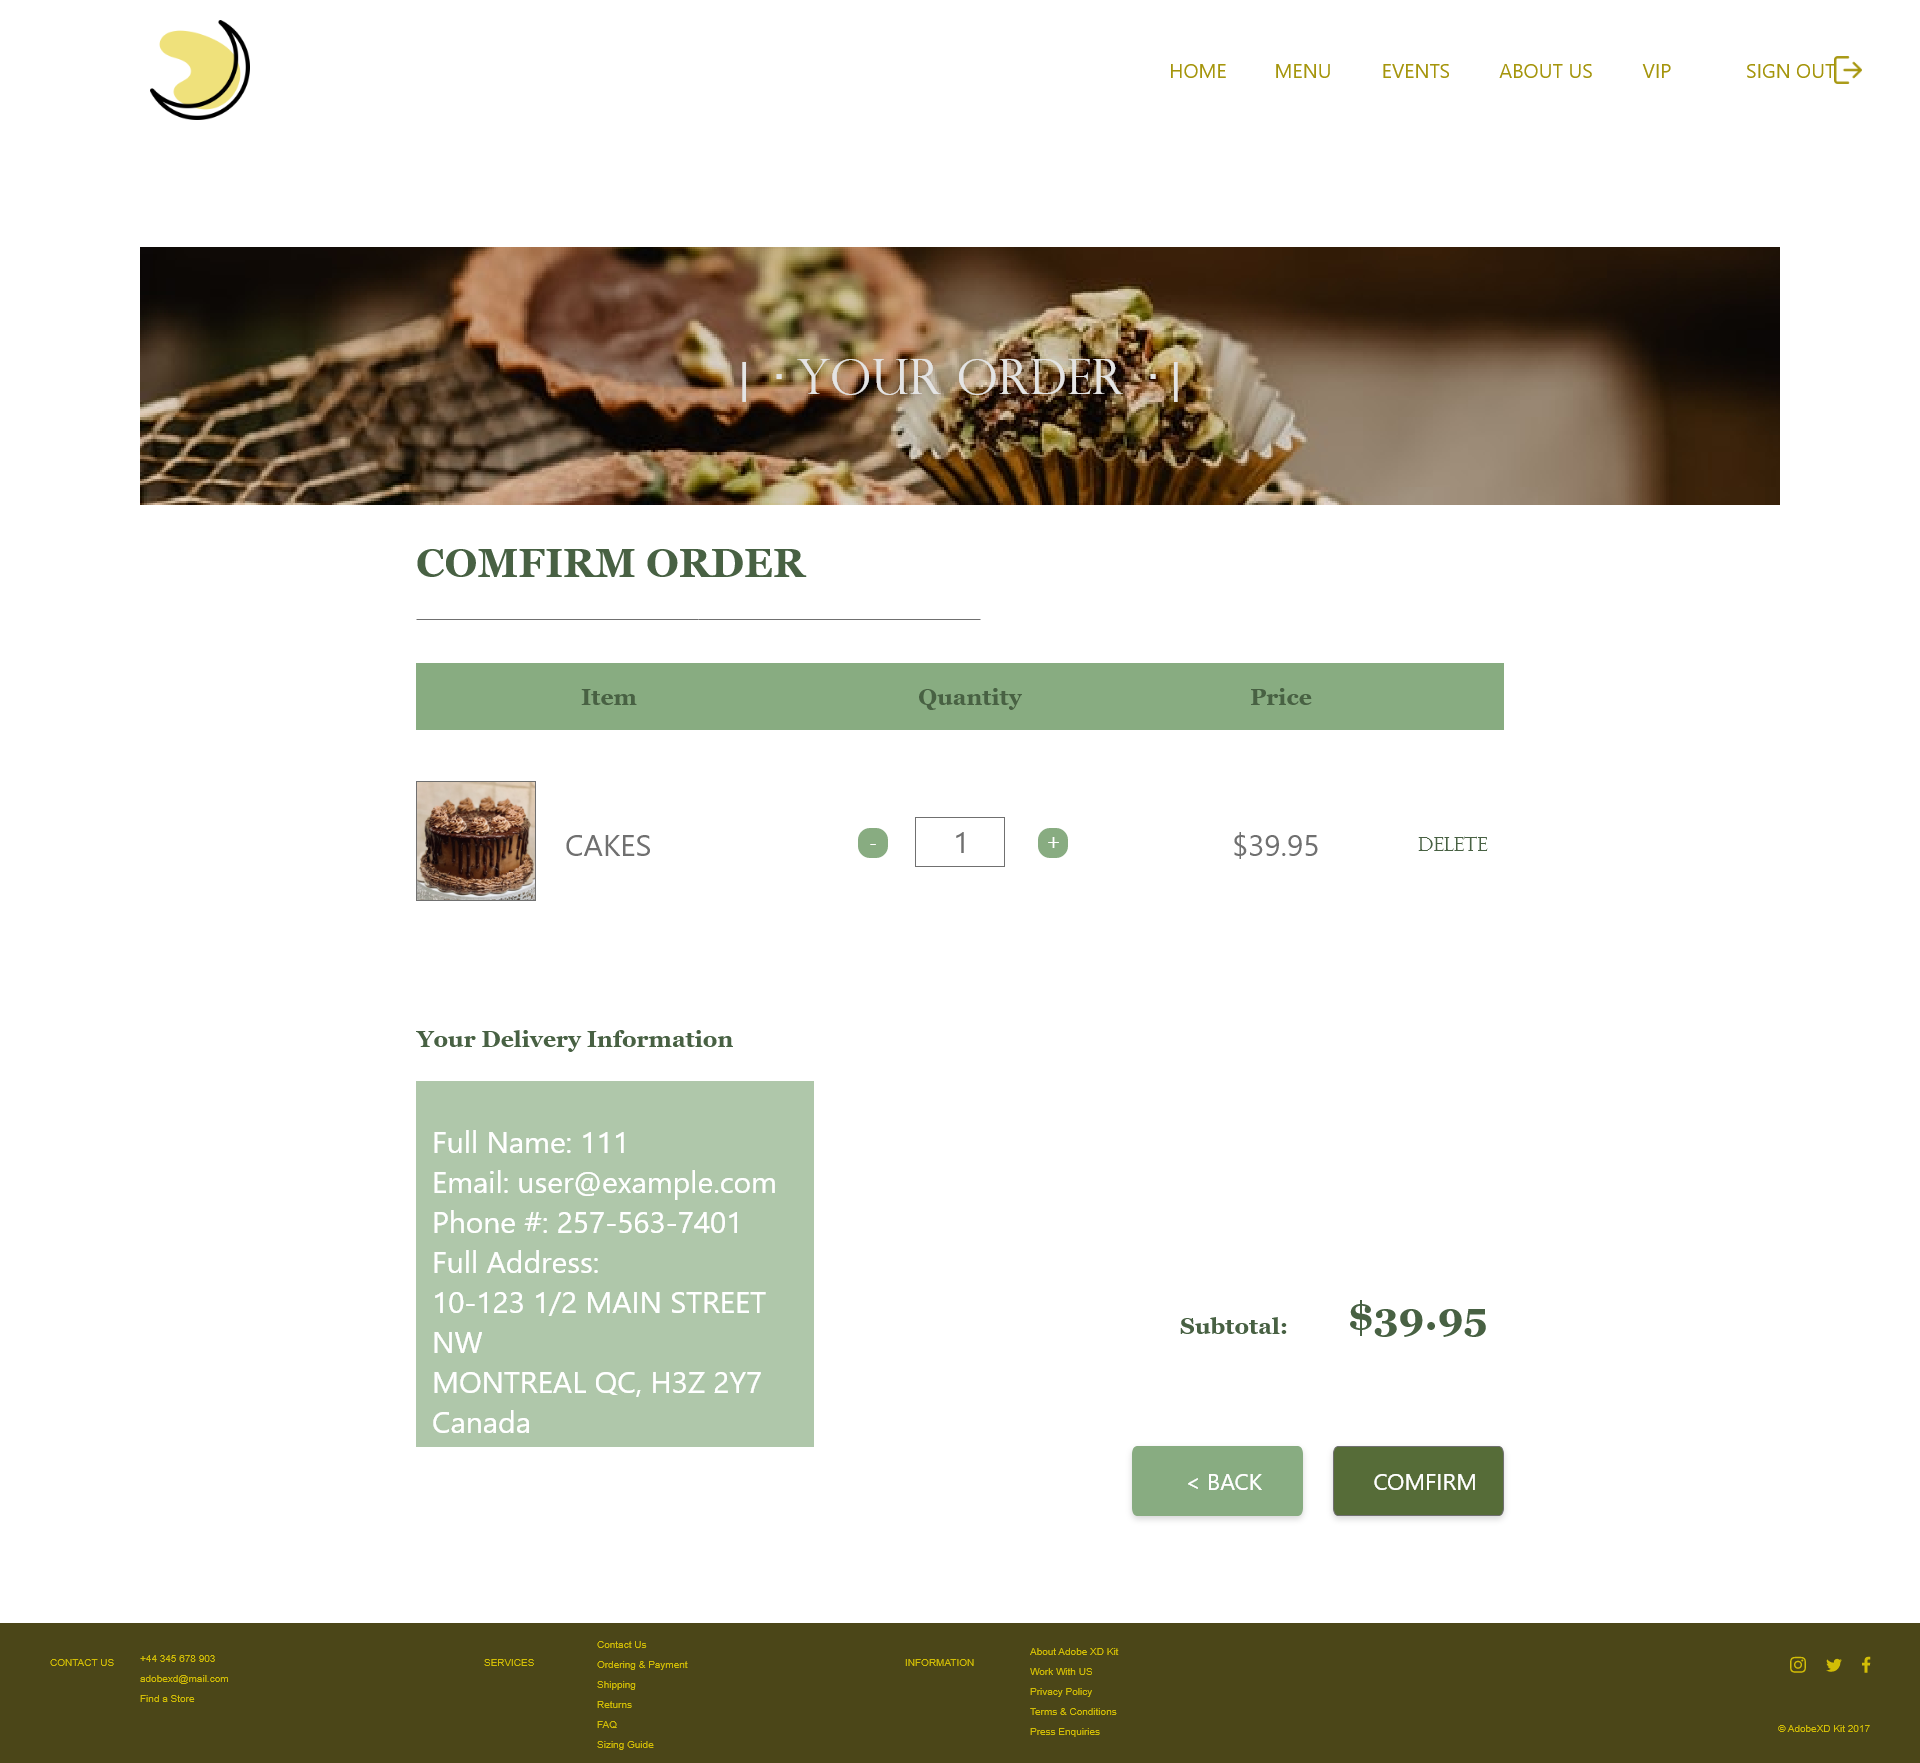 HOME MENU EVENTS ABOUT US VIP SIGN OUT
| · YOUR ORDER · |
COMFIRM ORDER
Item Quantity Price
CAKES - 1 + $39.95 DELETE
Your Delivery Information
Full Name: 111
Email: user@example.com
Phone #: 257-563-7401
Full Address:
10-123 1/2 MAIN STREET
NW
MONTREAL QC, H3Z 2Y7
Canada
Subtotal: $39.95
< BACK COMFIRM
CONTACT US
+44 345 678 903
adobexd@mail.com
Find a Store
SERVICES
Contact Us
Ordering & Payment
Shipping
Returns
FAQ
Sizing Guide
INFORMATION
About Adobe XD Kit
Work With US
Privacy Policy
Terms & Conditions
Press Enquiries
© AdobeXD Kit 2017